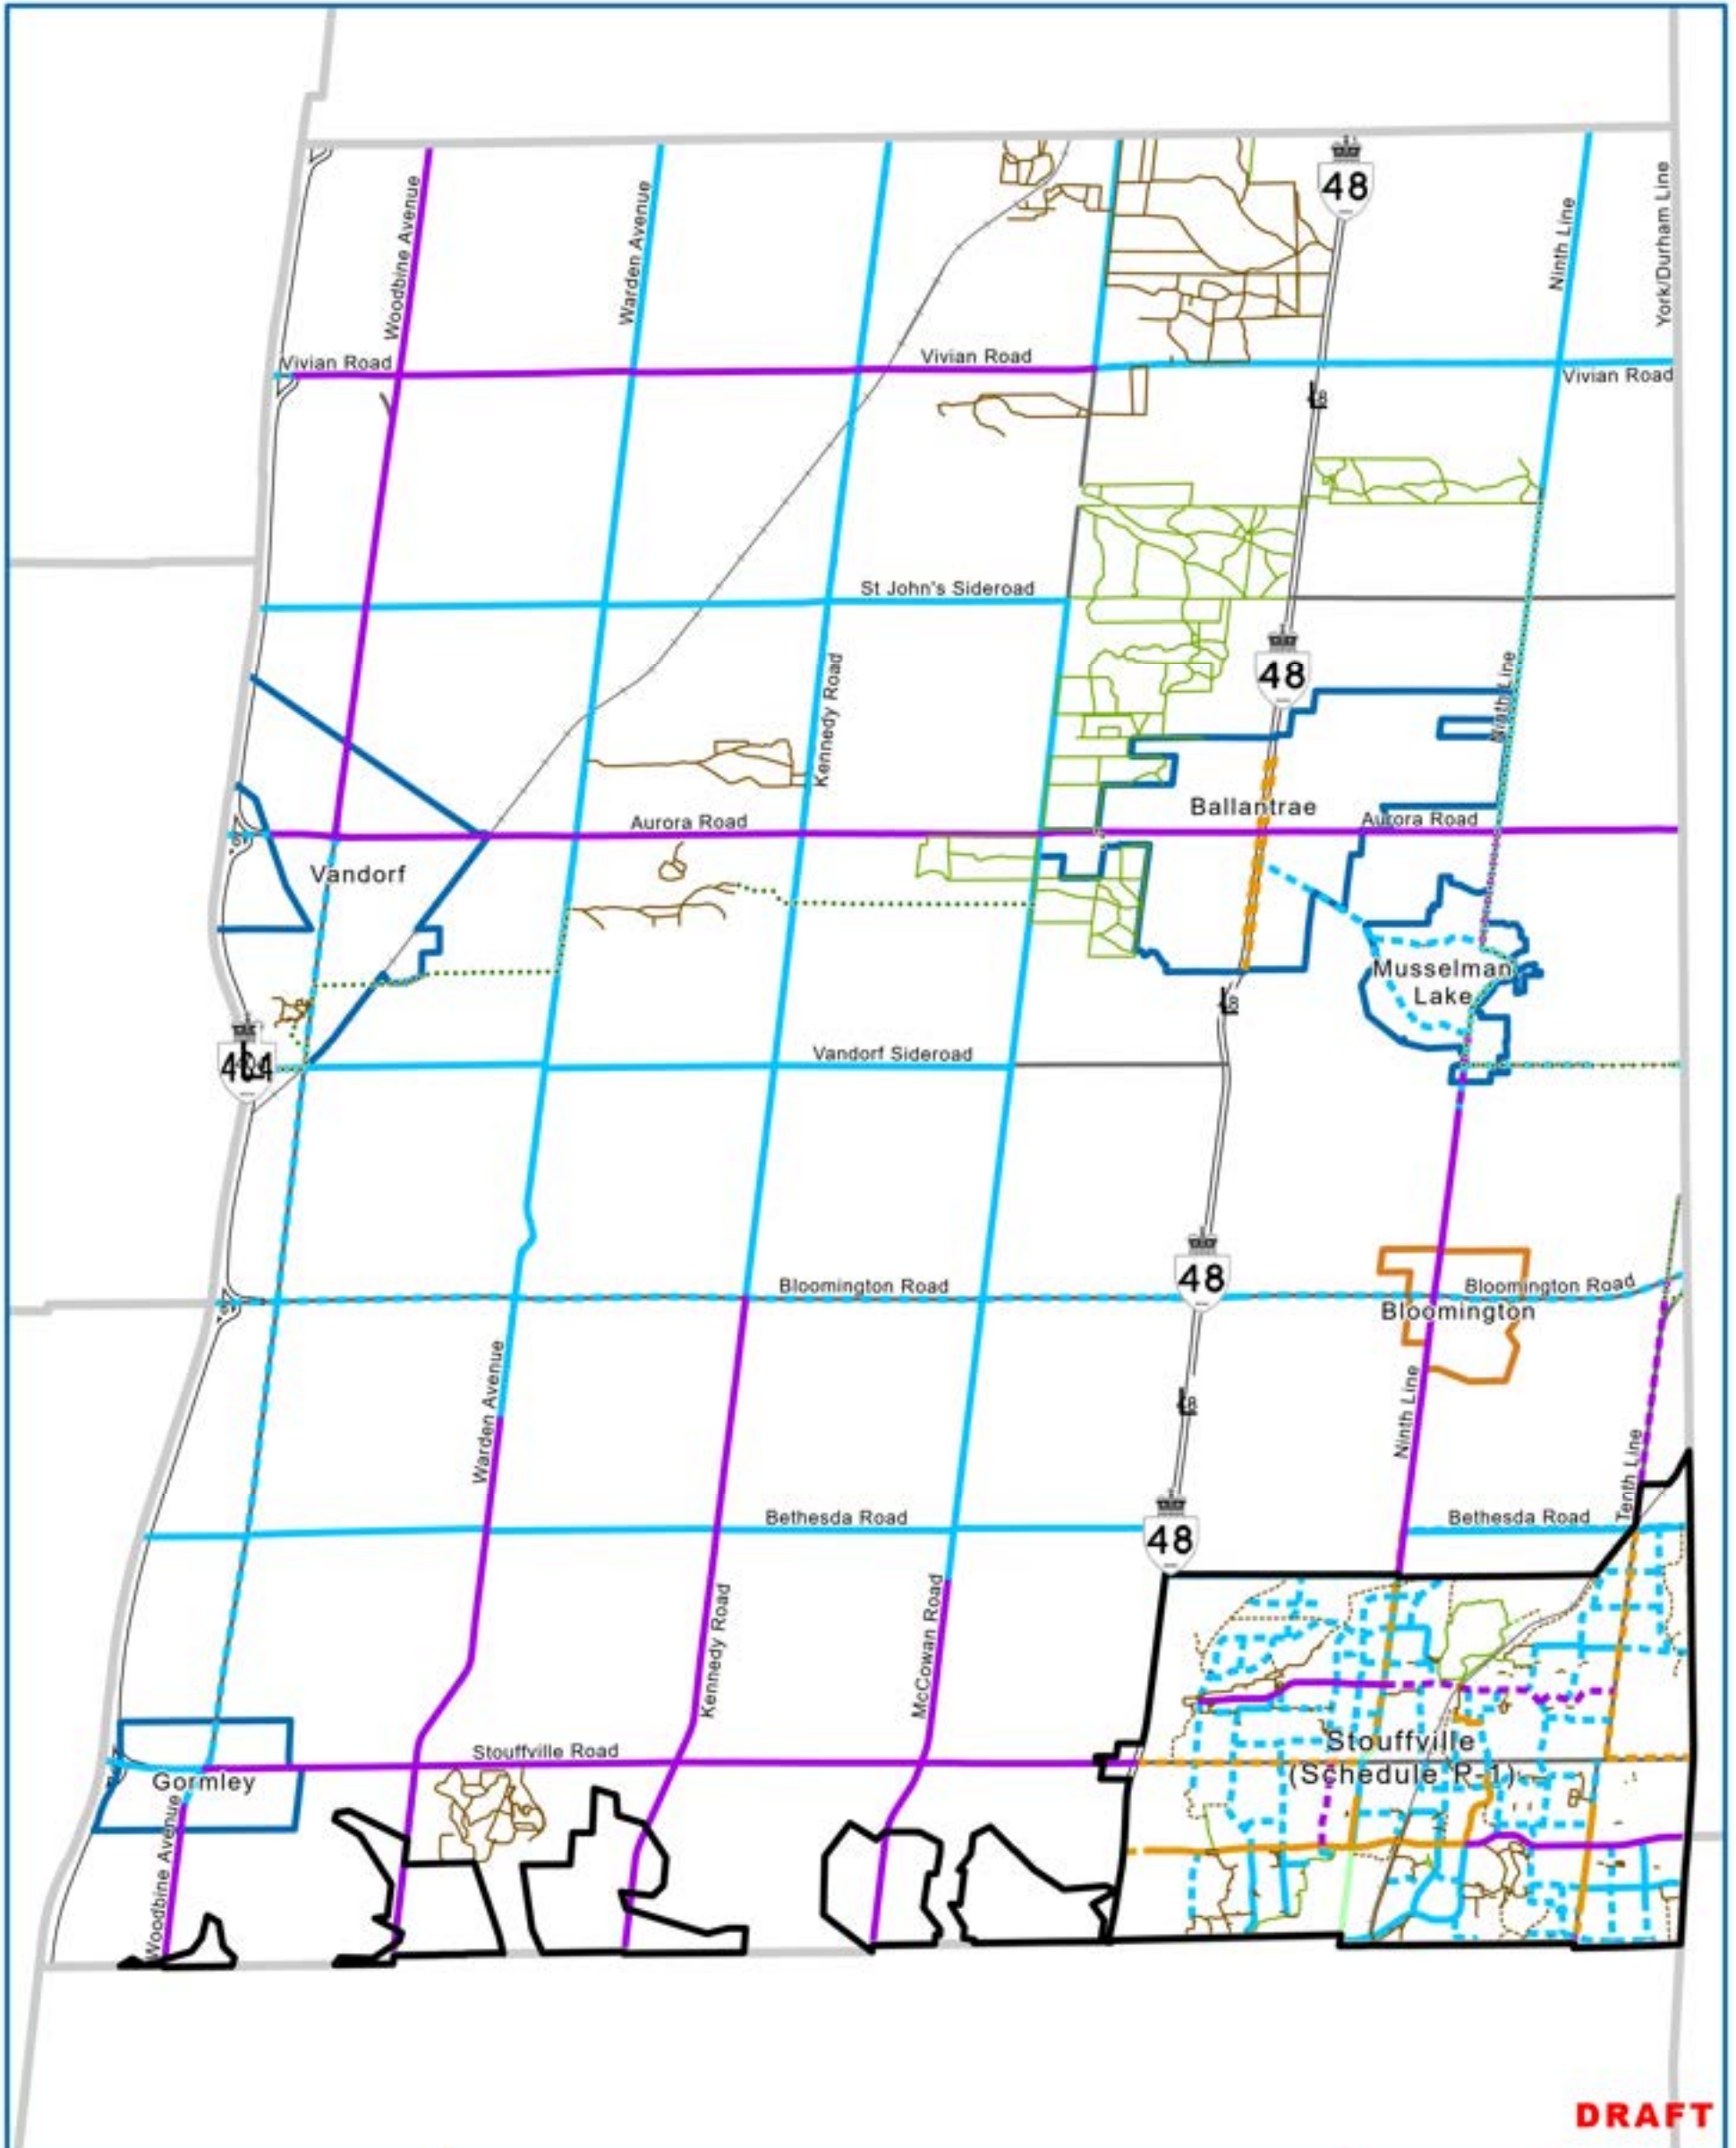 48
Woodbine Avenue
Warden Avenue
Ninth Line
York/Durham Line
Vivian Road
Vivian Road
Vivian Road
St John's Sideroad
48
Kennedy Road
Ninth Line
Ballantrae
Aurora Road
Aurora Road
Vandorf
Musselman
Lake
404
Vandorf Sideroad
48
Bloomington Road
Bloomington Road
Bloomington
Warden Avenue
Ninth Line
Tenth Line
Bethesda Road
Bethesda Road
48
Kennedy Road
McCowan Road
Stouffville Road
Stouffville
(Schedule P-1)
Gormley
Woodbine Avenue
DRAFT